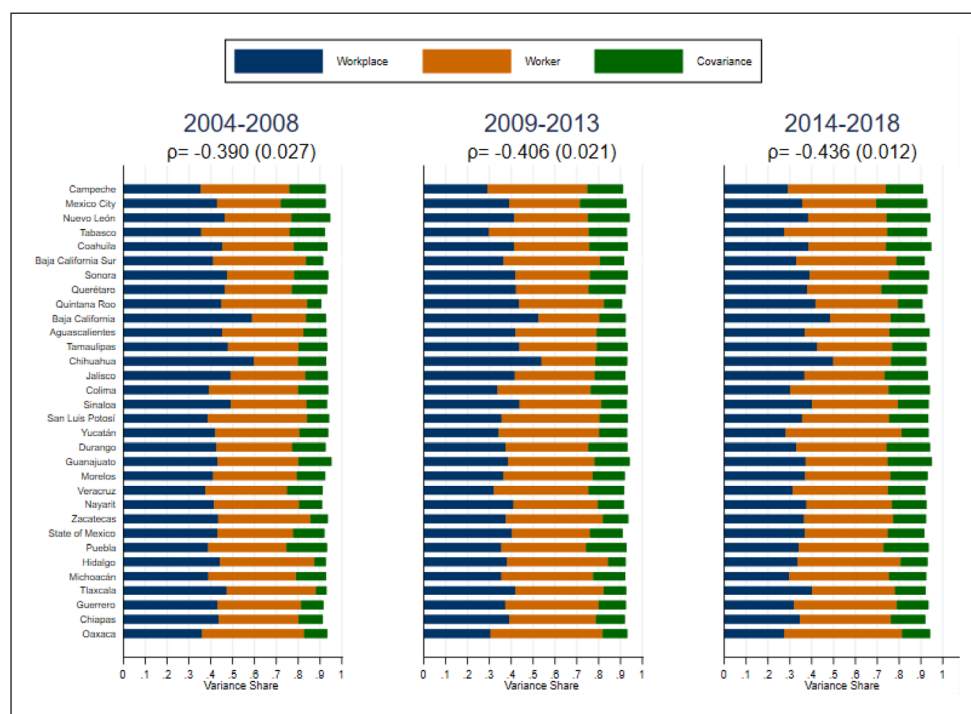 Workplace Worker Covariance
2004-2008 2009-2013 2014-2018
ρ= -0.390 (0.027) ρ= -0.406 (0.021) ρ= -0.436 (0.012)
Campeche
Mexico City
Nuevo León
Tabasco
Coahuila
Baja California Sur
Sonora
Querétaro
Quintana Roo
Baja California
Aguascalientes
Tamaulipas
Chihuahua
Jalisco
Colima
Sinaloa
San Luis Potosí
Yucatán
Durango
Guanajuato
Morelos
Veracruz
Nayarit
Zacatecas
State of Mexico
Puebla
Hidalgo
Michoacán
Tlaxcala
Guerrero
Chiapas
Oaxaca
0 .1 .2 .3 .4 .5 .6 .7 .8 .9 1 0 .1 .2 .3 .4 .5 .6 .7 .8 .9 1 0 .1 .2 .3 .4 .5 .6 .7 .8 .9 1
Variance Share Variance Share Variance Share